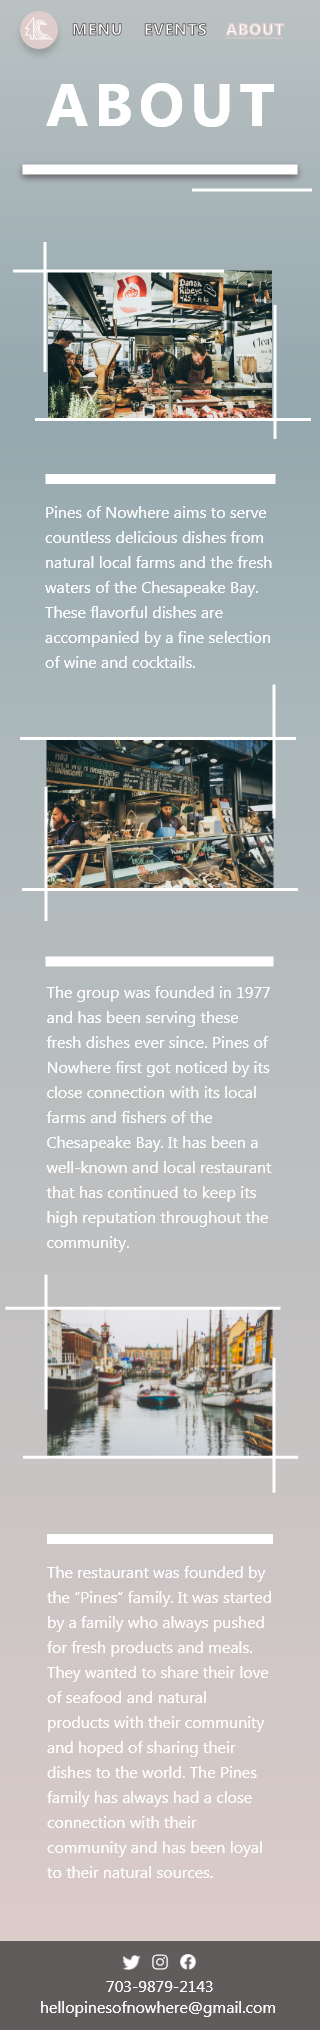 MENU EVENTS ABOUT
ABOUT
Dansk
Ribeye
Pines of Nowhere aims to serve
countless delicious dishes from
natural local farms and the fresh
waters of the Chesapeake Bay.
These flavorful dishes are
accompanied by a fine selection
of wine and cocktails.
The group was founded in 1977
and has been serving these
fresh dishes ever since. Pines of
Nowhere first got noticed by its
close connection with its local
farms and fishers of the
Chesapeake Bay. It has been a
well-known and local restaurant
that has continued to keep its
high reputation throughout the
community.
The restaurant was founded by
the “Pines” family. It was started
by a family who always pushed
for fresh products and meals.
They wanted to share their love
of seafood and natural
products with their community
and hoped of sharing their
dishes to the world. The Pines
family has always had a close
connection with their
community and has been loyal
to their natural sources.
703-9879-2143
hellopinesofnowhere@gmail.com